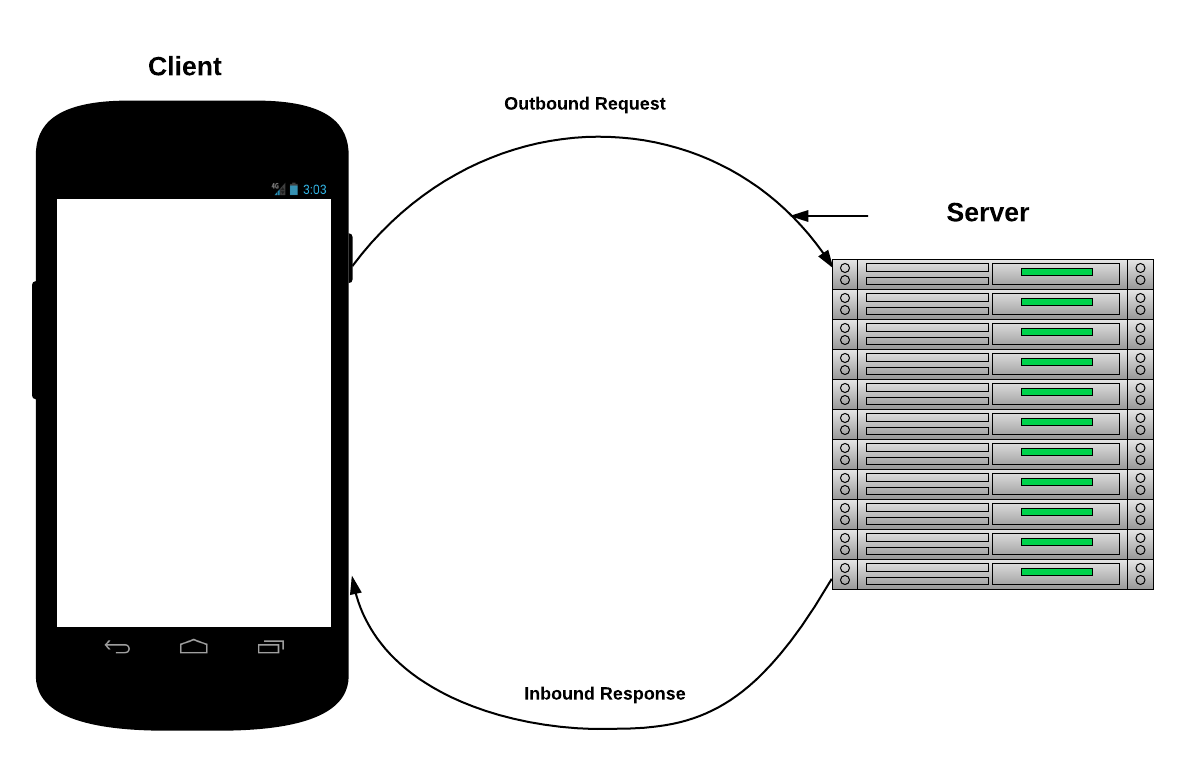 Client
Outbound Request
4G 3:03
Server
Inbound Response